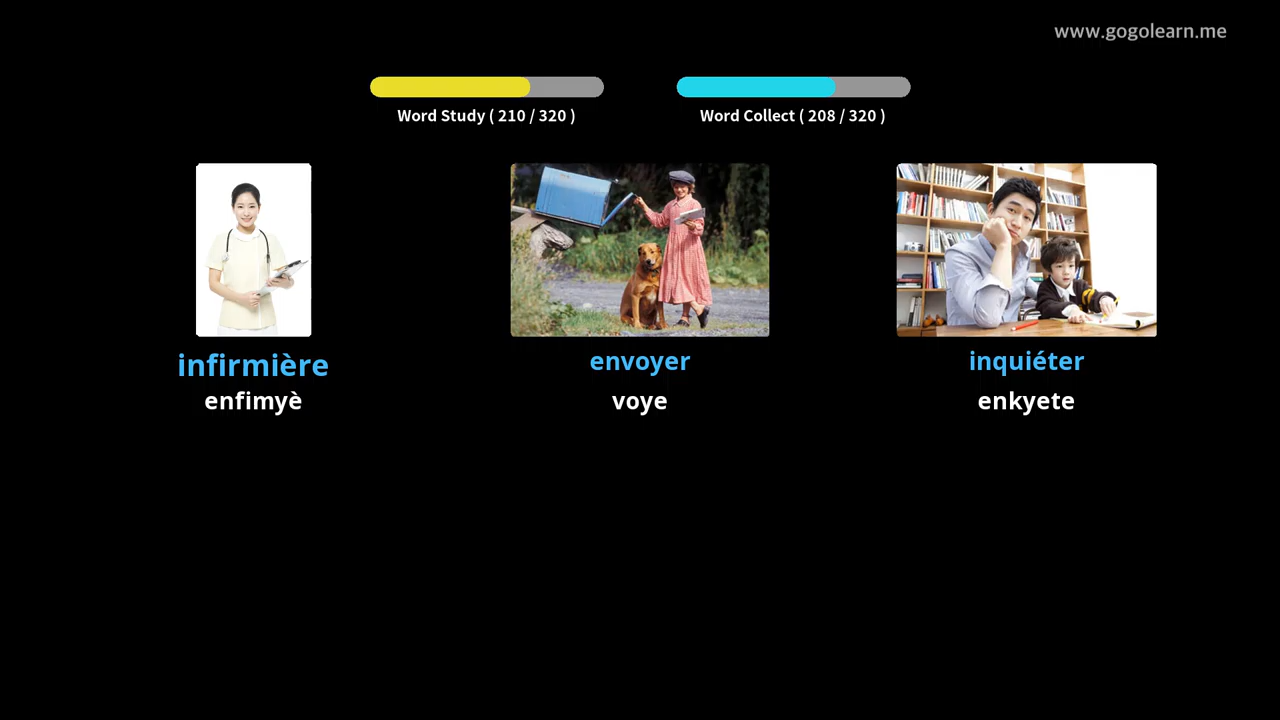 www.gogolearn.me
Word Study ( 210 / 320 )
Word Collect ( 208 / 320 )
infirmière
enfimyè
envoyer
voye
inquiéter
enkyete